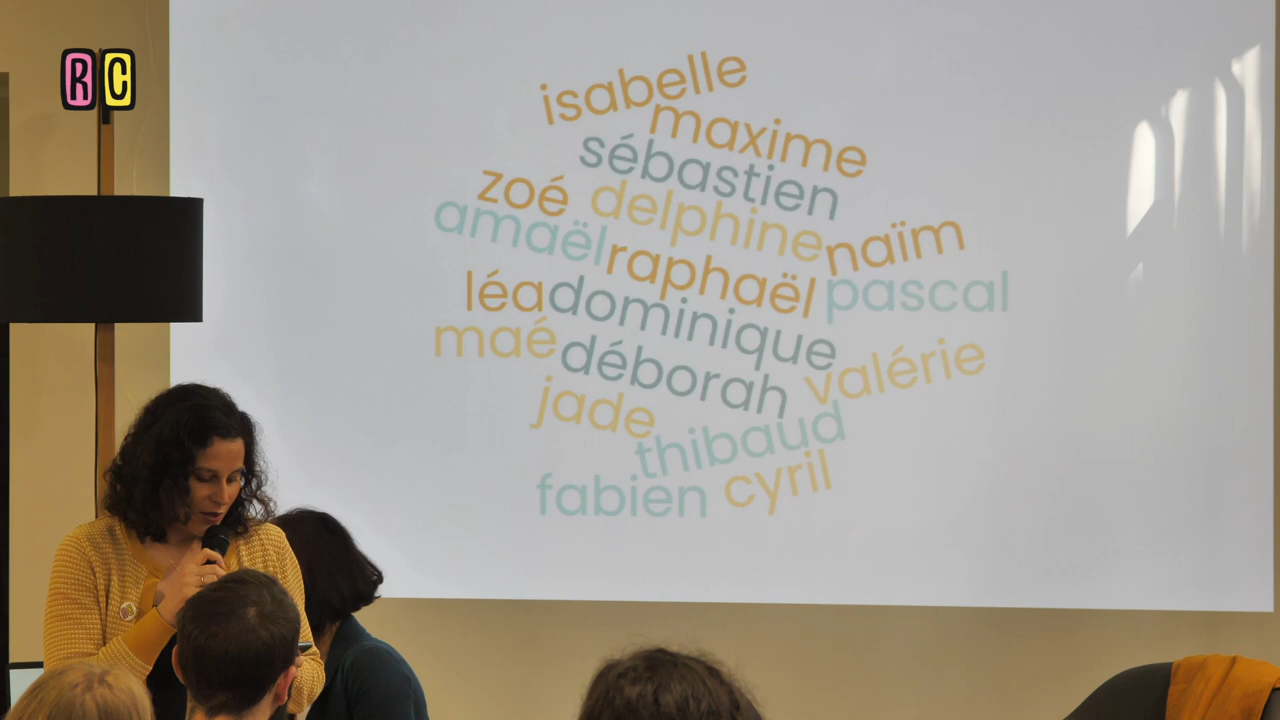 RC
isabelle
maxime
sébastien
zoé delphine
amaël raphaël naïm
léa dominique pascal
maé déborah valérie
jade thibaud
fabien cyril